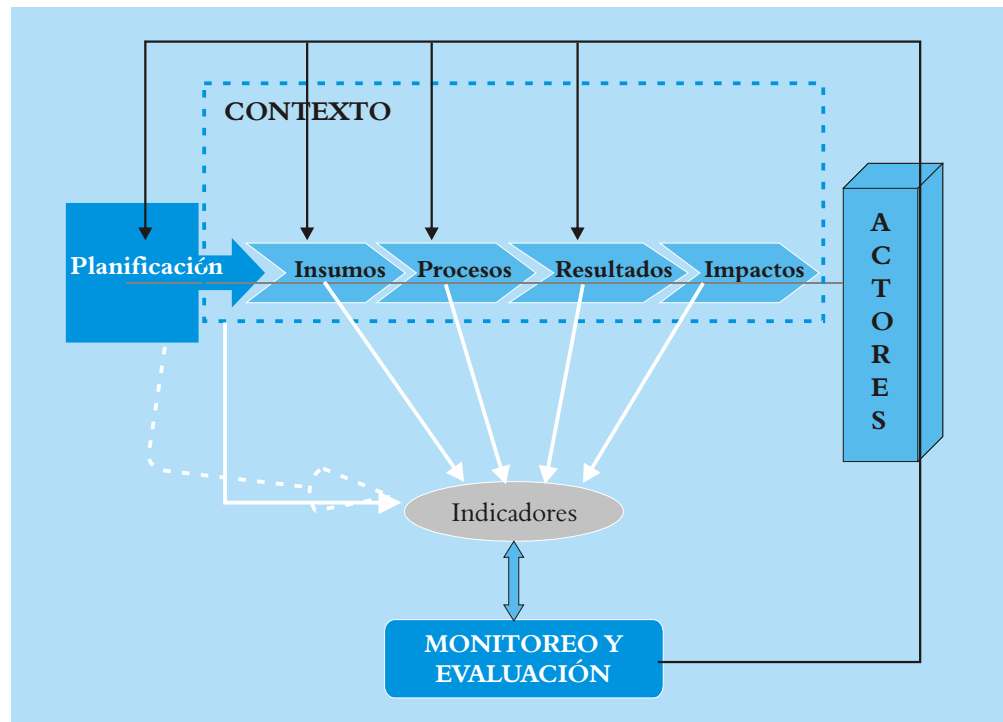 CONTEXTO
Planificación
Insumos
Procesos
Resultados
Impactos
A
C
T
O
R
E
S
Indicadores
MONITOREO Y
EVALUACIÓN